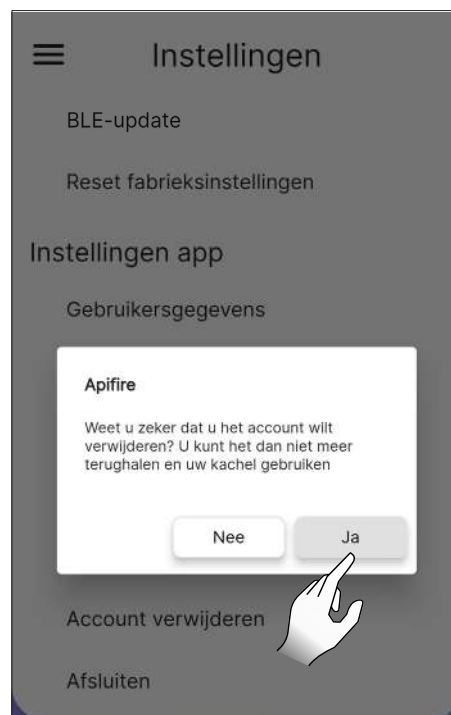 Instellingen
BLE-update
Reset fabrieksinstellingen
Instellingen app
Gebruikersgegevens
Apifire
Weet u zeker dat u het account wilt
verwijderen? U kunt het dan niet meer
terughalen en uw kachel gebruiken
Nee
Ja
Account verwijderen
Afsluiten